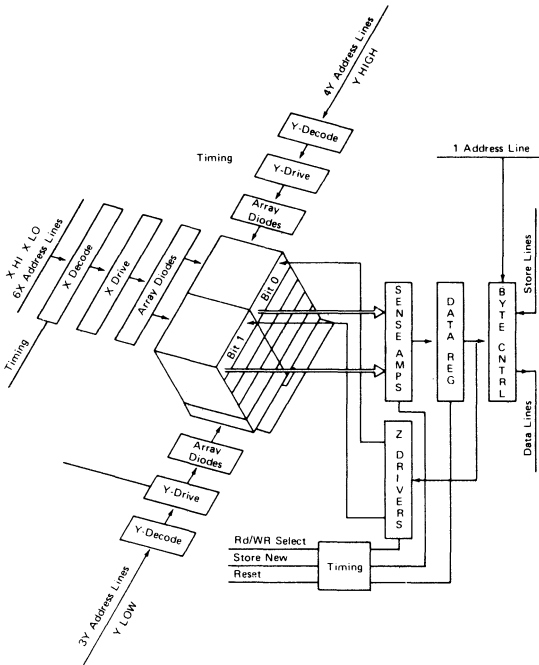 4Y Address Lines
Y HIGH
Y-Decode
Timing
Y-Drive
Array
Diodes
1 Address Line
X HI X LO
6X Address Lines
X Decode
X Drive
Array Diodes
Timing
Bit 0
Bit 1
SENSE AMPS
DATA REG
BYTE CNTRL
Store Lines
Data Lines
Z DRIVERS
Array
Diodes
Y-Drive
Y-Decode
3Y Address Lines
Y LOW
Rd/WR Select
Store New
Reset
Timing